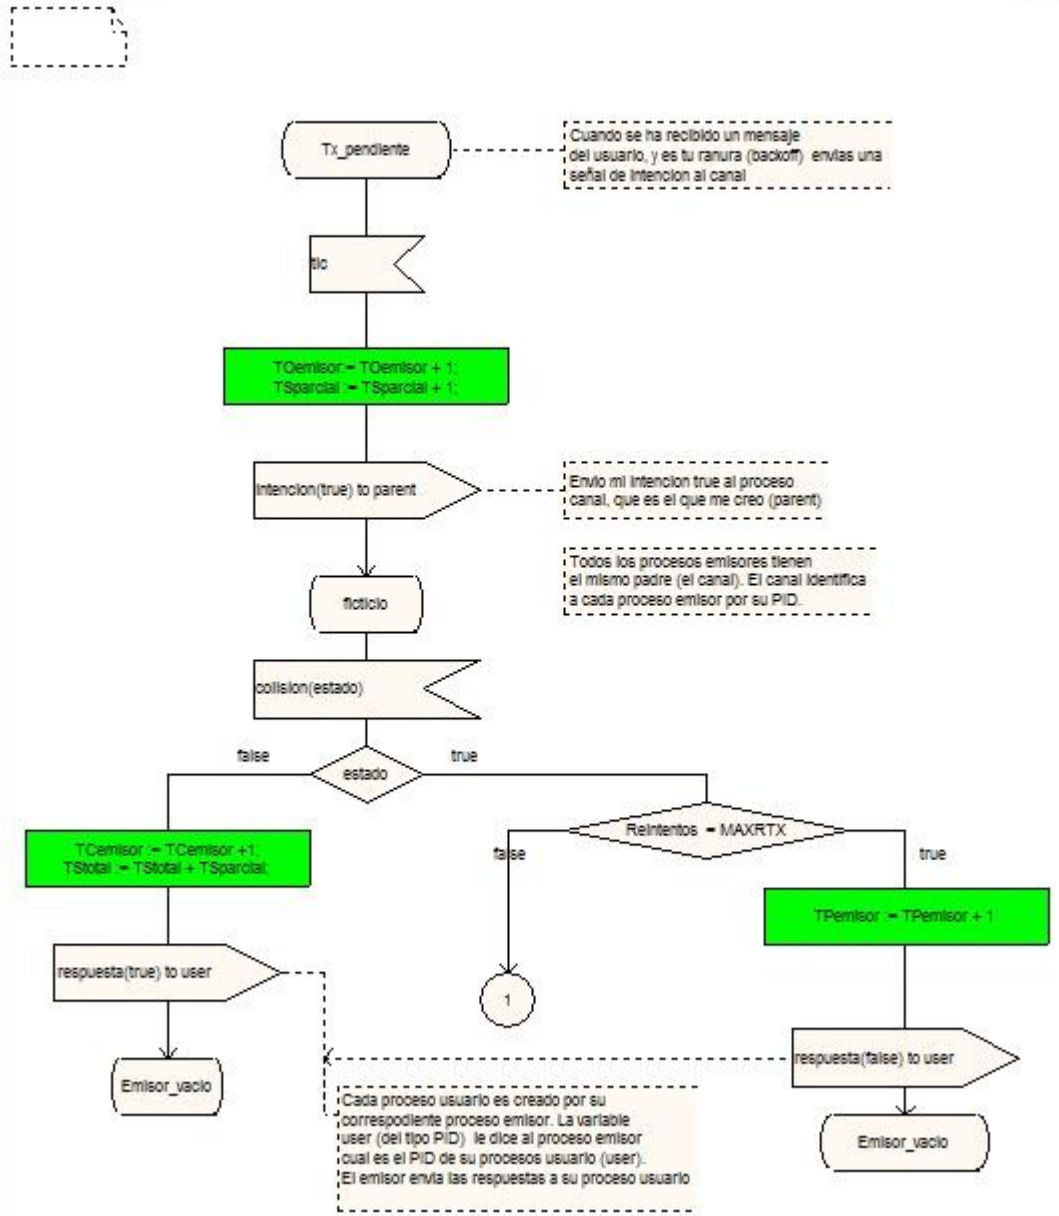 Tx_pendiente
Cuando se ha recibido un mensaje
del usuario, y es tu ranura (backoff) envias una
señal de intencion al canal
tic
TOemisor:= TOemisor + 1;
TSparcial := TSparcial + 1;
intencion(true) to parent
Envio mi intencion true al proceso
canal, que es el que me creo (parent)
Todos los procesos emisores tienen
el mismo padre (el canal). El canal identifica
a cada proceso emisor por su PID.
ficticio
colision(estado)
false
true
estado
Reintentos = MAXRTX
TCemisor := TCemisor +1;
TStotal := TStotal + TSparcial;
false
true
TPemisor := TPemisor + 1
respuesta(true) to user
1
respuesta(false) to user
Emisor_vacio
Cada proceso usuario es creado por su
correspodiente proceso emisor. La variable
user (del tipo PID) le dice al proceso emisor
cual es el PID de su procesos usuario (user).
El emisor envia las respuestas a su proceso usuario
Emisor_vacio